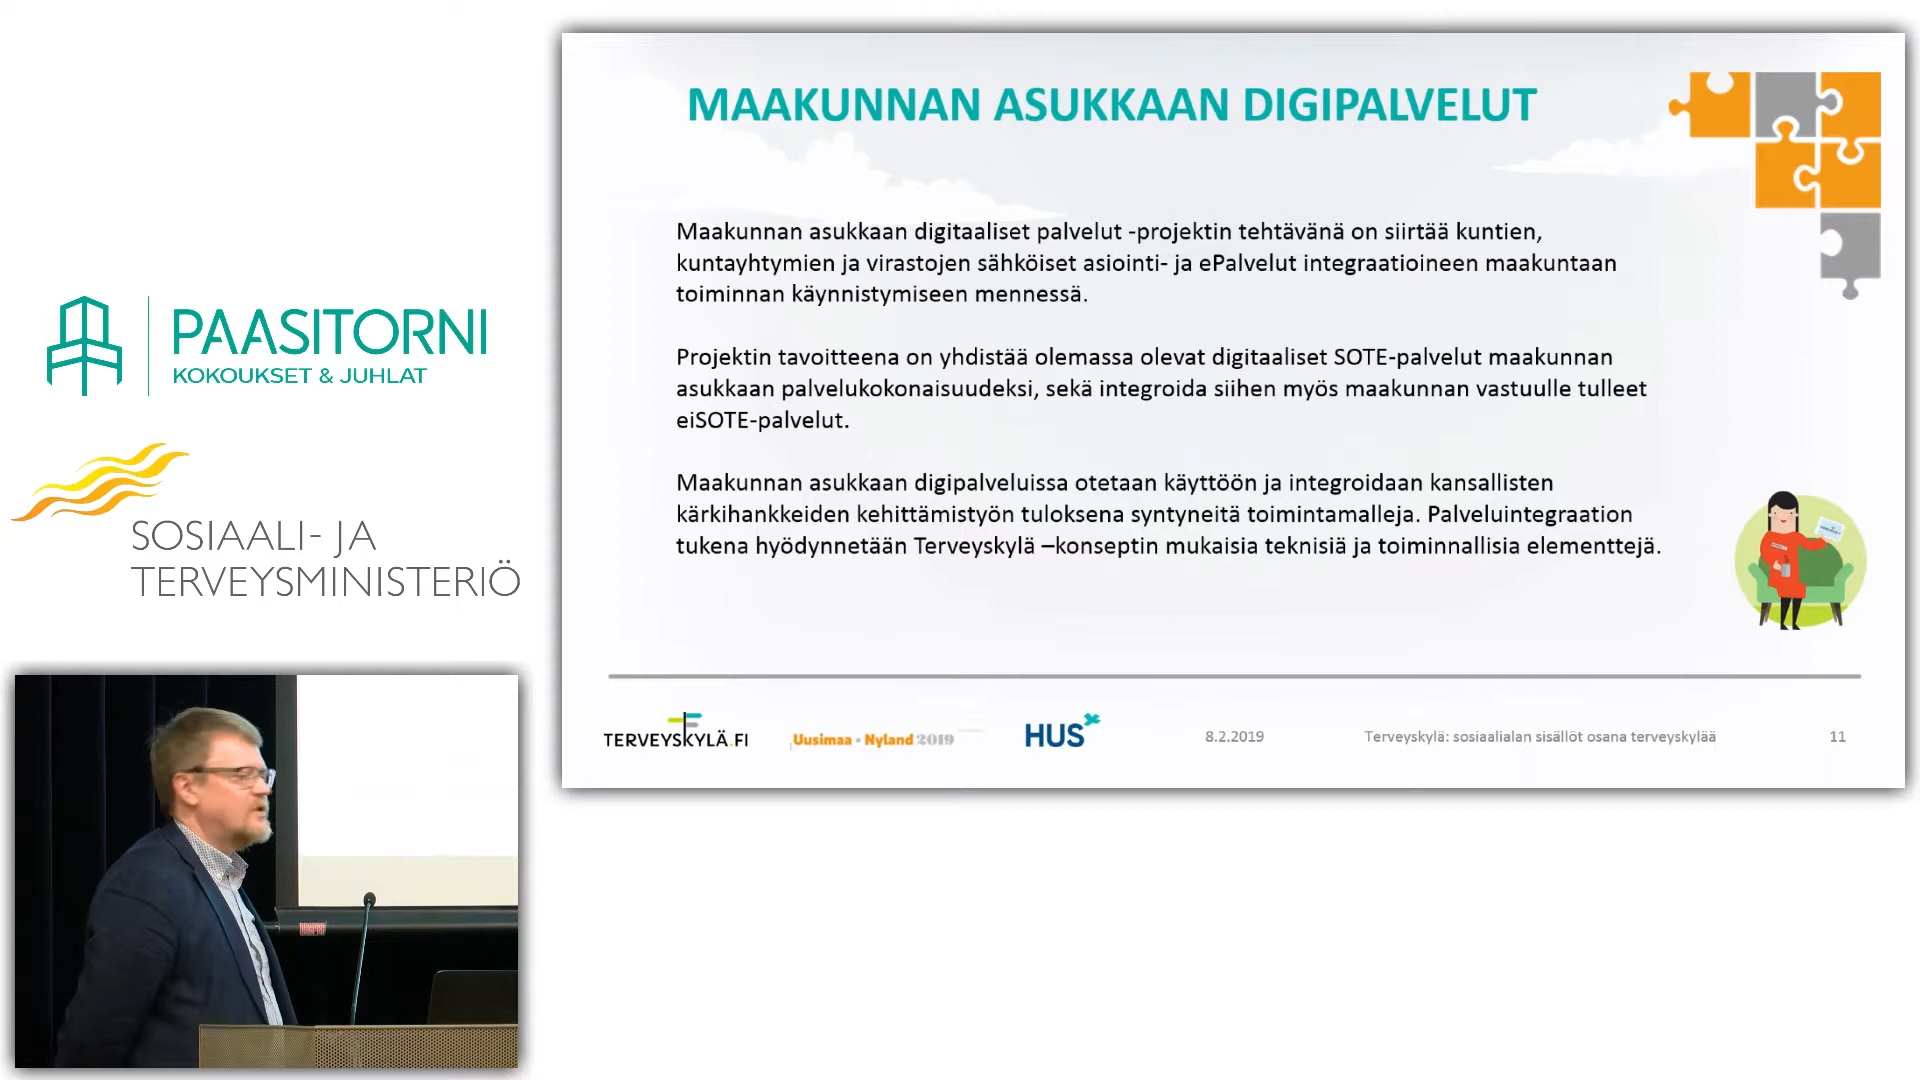 PAASITORNI
KOKOUKSET & JUHLAT
SOSIAALI- JA
TERVEYSMINISTERIÖ
MAAKUNNAN ASUKKAAN DIGIPALVELUT
Maakunnan asukkaan digitaaliset palvelut -projektin tehtävänä on siirtää kuntien,
kuntayhtymien ja virastojen sähköiset asiointi- ja ePalvelut integraatioineen maakuntaan
toiminnan käynnistymiseen mennessä.
Projektin tavoitteena on yhdistää olemassa olevat digitaaliset SOTE-palvelut maakunnan
asukkaan palvelukokonaisuudeksi, sekä integroida siihen myös maakunnan vastuulle tulleet
eiSOTE-palvelut.
Maakunnan asukkaan digipalveluissa otetaan käyttöön ja integroidaan kansallisten
kärkihankkeiden kehittämistyön tuloksena syntyneitä toimintamalleja. Palveluintegraation
tukena hyödynnetään Terveyskylä –konseptin mukaisia teknisiä ja toiminnallisia elementtejä.
TERVEYSKYLÄ.FI
Uusimaa • Nyland 2019
HUS
8.2.2019
Terveyskylä: sosiaalialan sisällöt osana terveyskylää
11